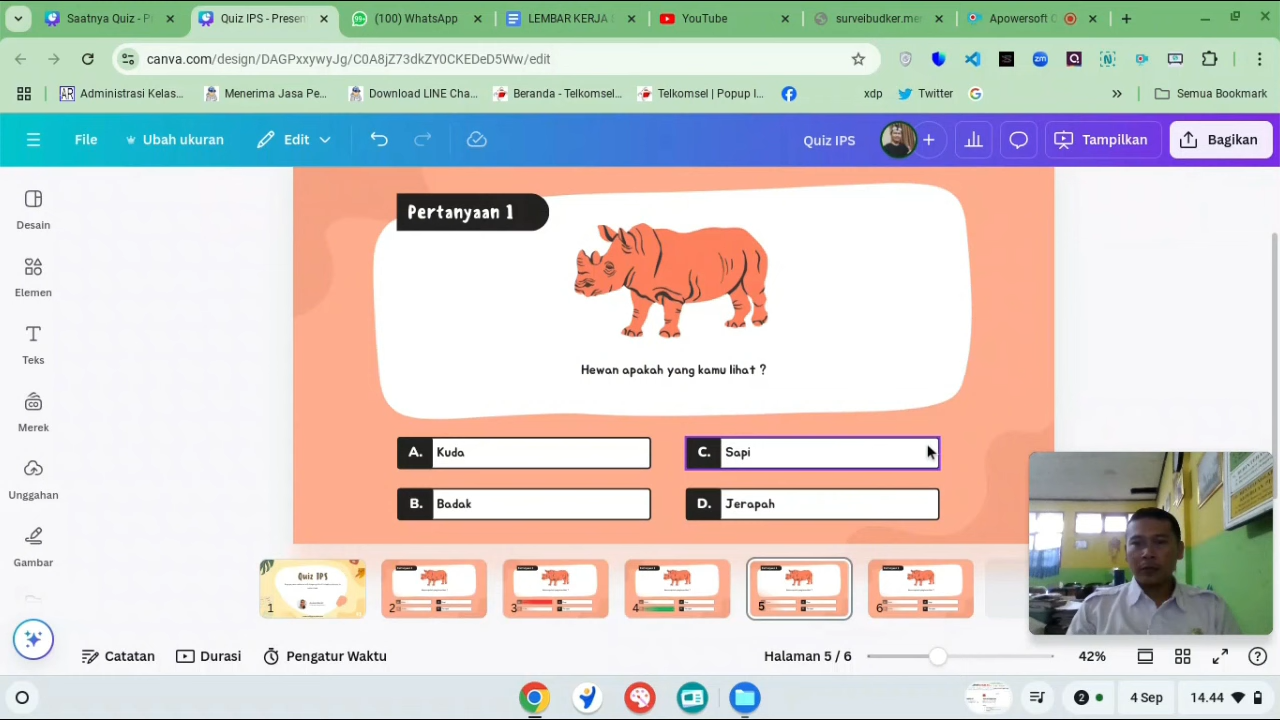 Saatnya Quiz - P
Quiz IPS - Presen
(100) WhatsApp
LEMBAR KERJA
YouTube
surveibudker.me
Apowersoft
canva.com/design/DAGPxxywyJg/C0A8jZ73dkZY0CKEDeD5Ww/edit
Administrasi Kelas...
Menerima Jasa Pe...
Download LINE Cha...
Beranda - Telkomsel...
Telkomsel | Popup I...
xdp
Twitter
Semua Bookmark
File
Ubah ukuran
Edit
Quiz IPS
Tampilkan
Bagikan
Desain
Elemen
Teks
Merek
Unggahan
Gambar
Pertanyaan 1
Hewan apakah yang kamu lihat ?
A. Kuda
C. Sapi
B. Badak
D. Jerapah
Quiz IPS
1
2
3
4
5
6
Catatan
Durasi
Pengatur Waktu
Halaman 5 / 6
42%
2
4 Sep
14.44